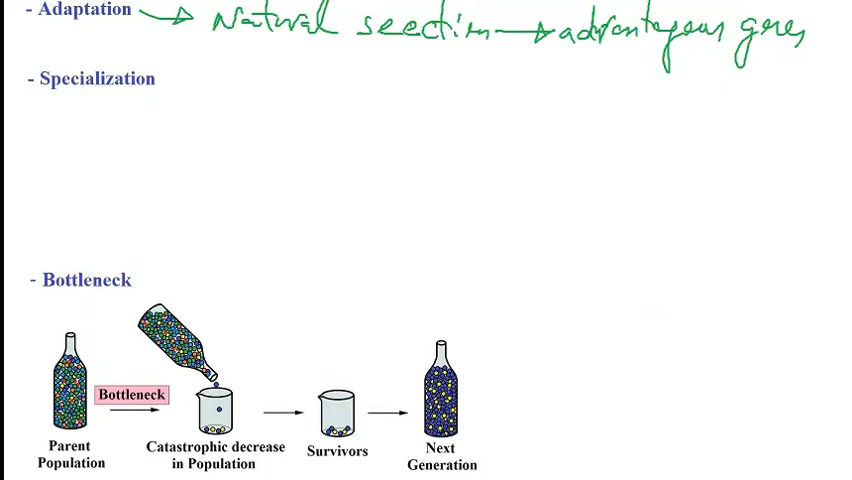 - Adaptation → Natural seection → advantageous genes
- Specialization
- Bottleneck
Bottleneck
Parent
Population
Catastrophic decrease
in Population
Survivors
Next
Generation